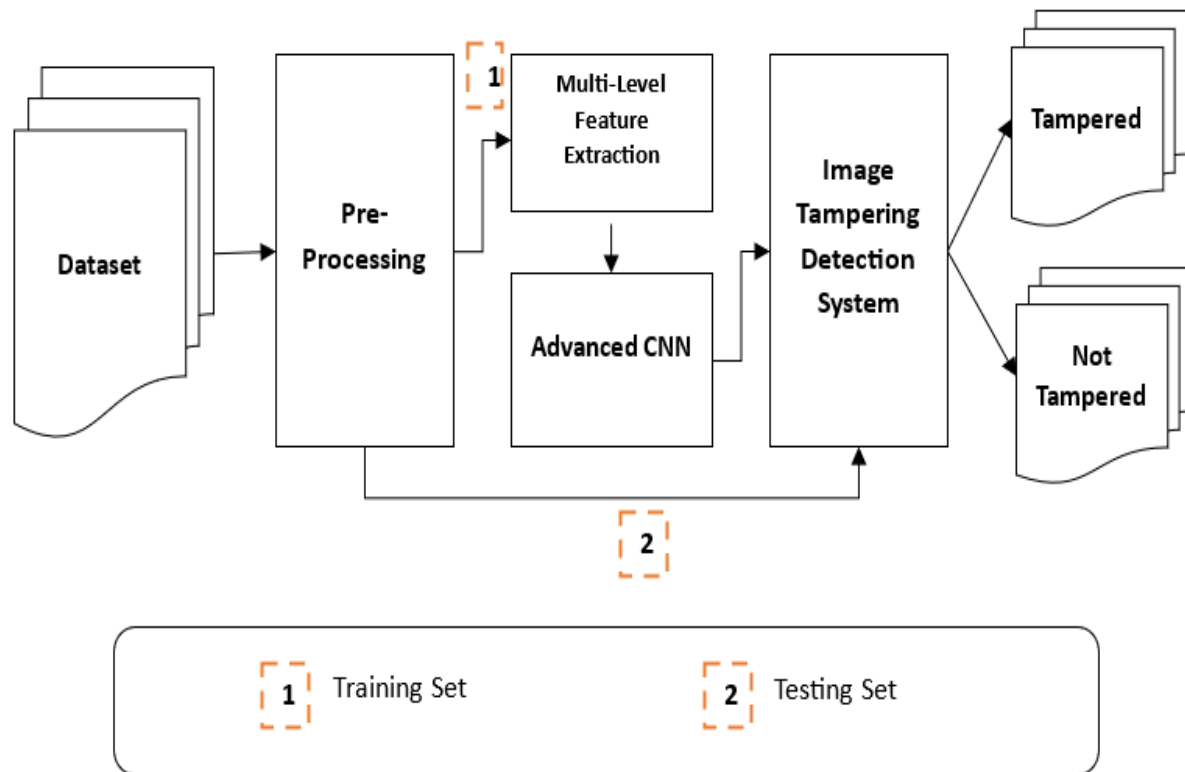 Dataset
Pre-
Processing
1
Multi-Level
Feature
Extraction
Advanced CNN
Image
Tampering
Detection
System
Tampered
Not
Tampered
2
1 Training Set
2 Testing Set